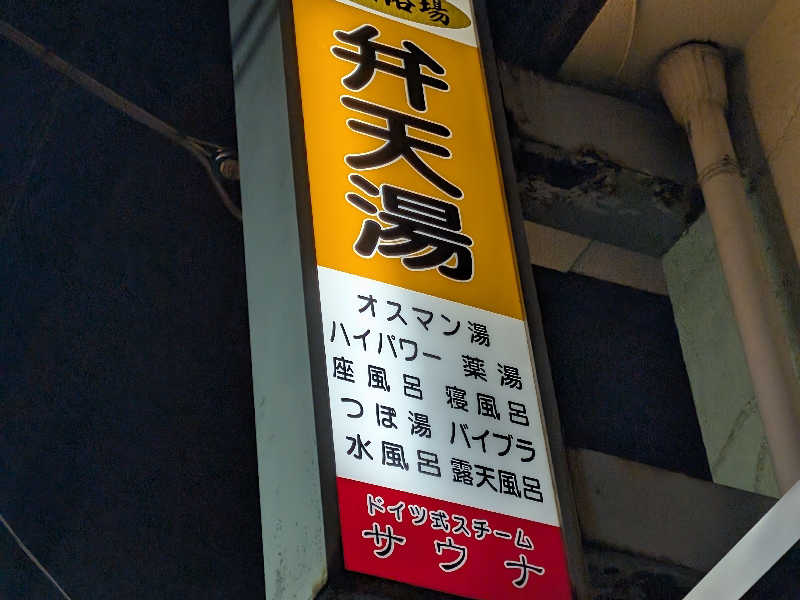 浴場
弁天湯
オスマン湯
ハイパワー 薬湯
座風呂 寝風呂
つぼ湯 バイブラ
水風呂 露天風呂
ドイツ式スチーム
サウナ